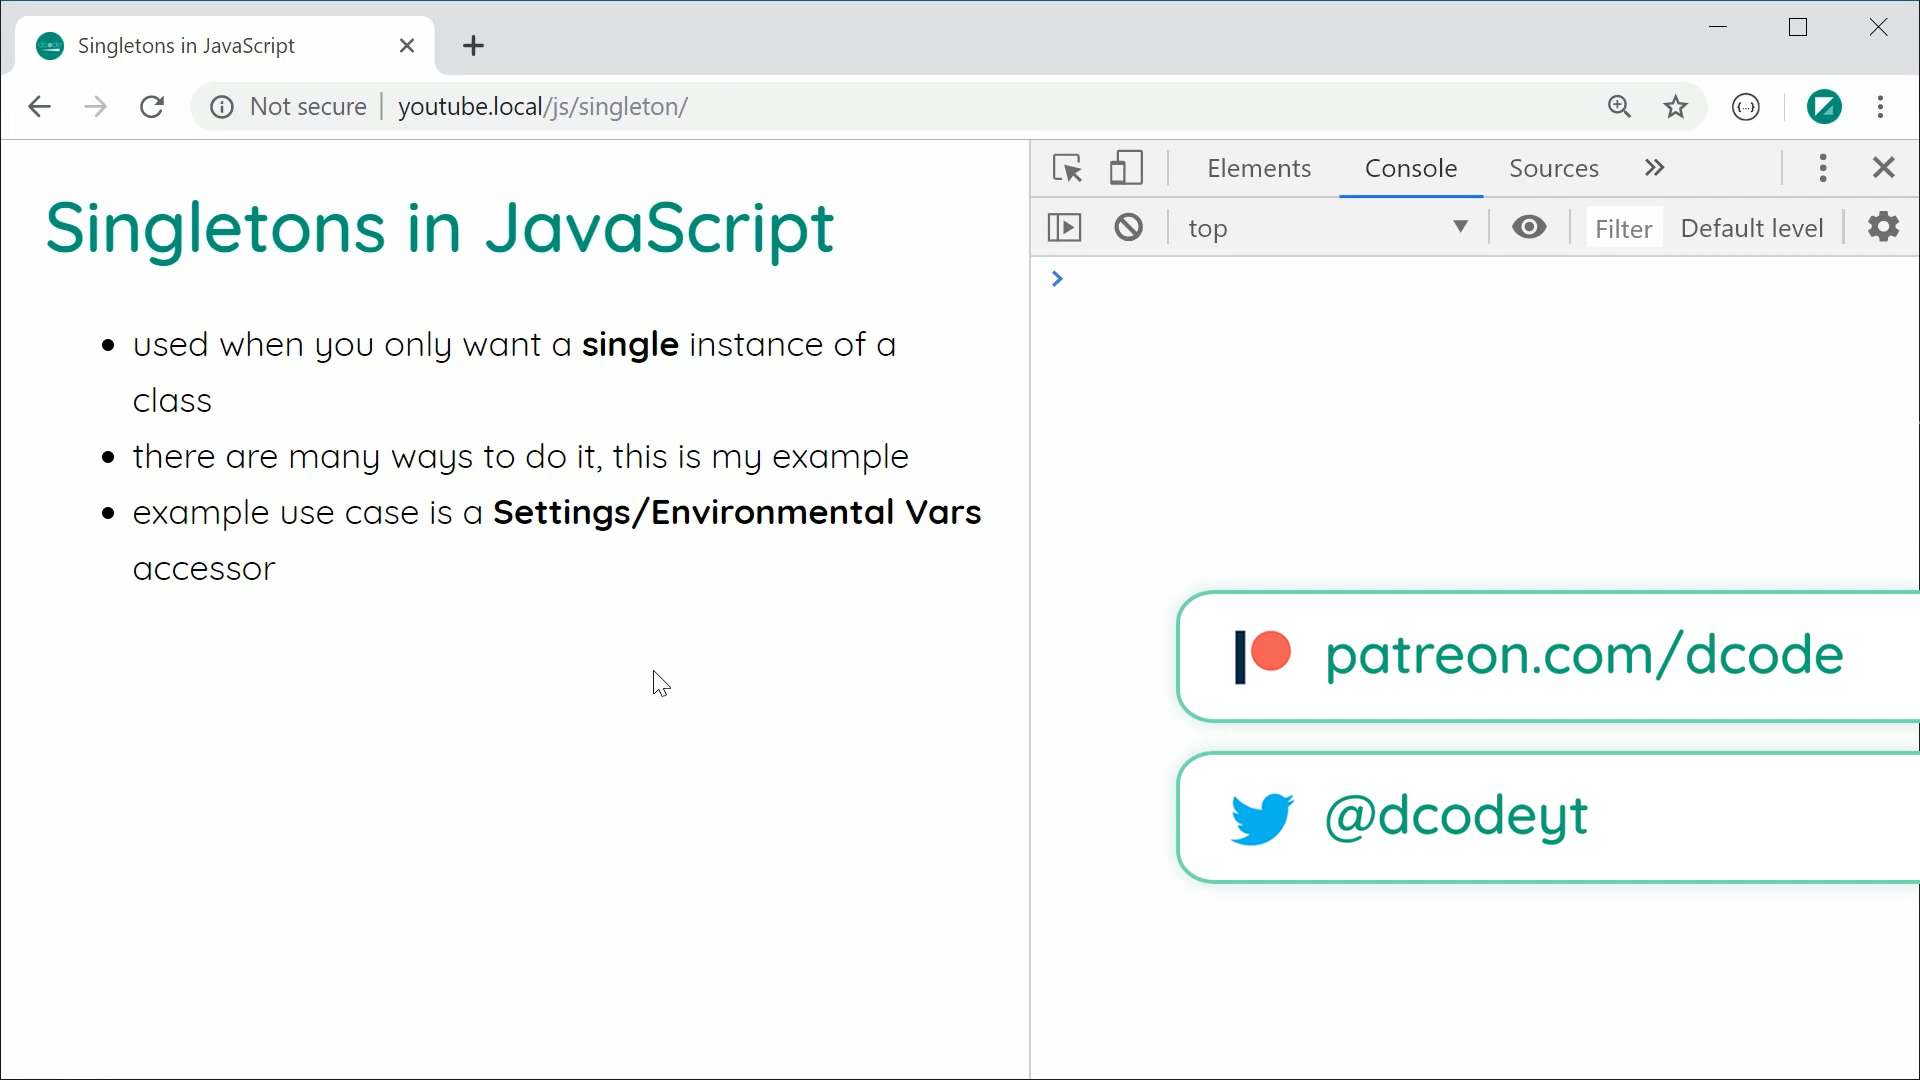 Singletons in JavaScript
Not secure | youtube.local/js/singleton/
Elements Console Sources
top Filter Default level
Singletons in JavaScript
used when you only want a single instance of a
class
there are many ways to do it, this is my example
example use case is a Settings/Environmental Vars
accessor
patreon.com/dcode
@dcodeyt